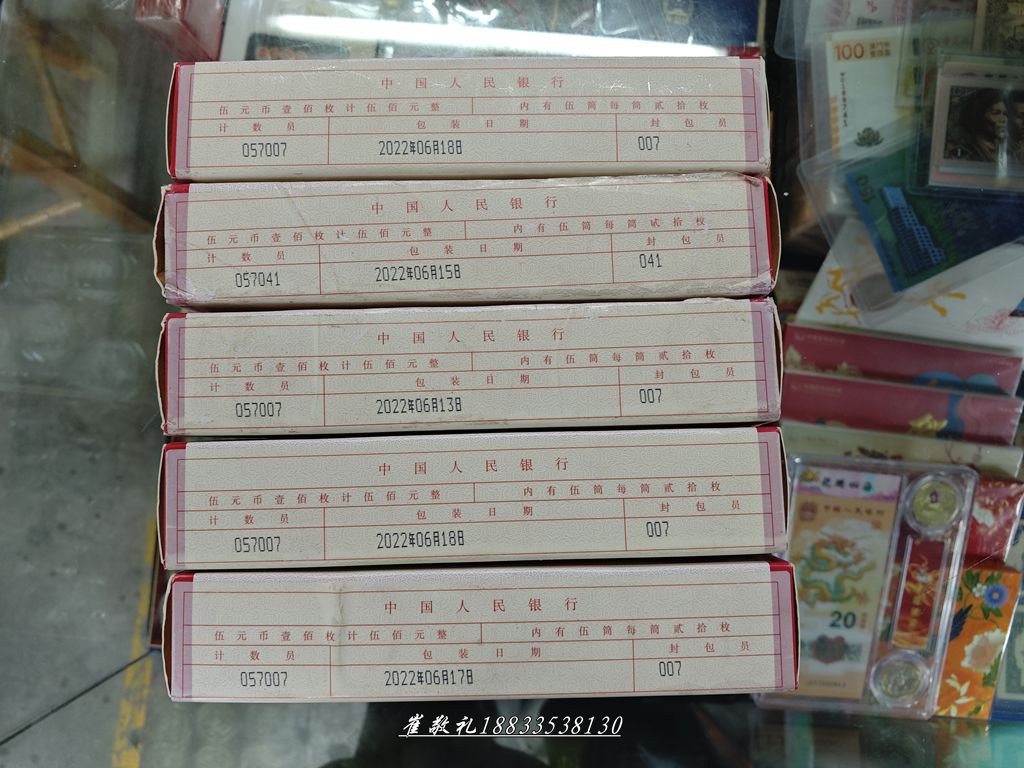 中国人民银行
伍元币壹佰枚计伍佰元整 内有伍筒每筒贰拾枚
计数员 包装日期 封包员
057007 2022年06月18日 007
中国人民银行
伍元币壹佰枚计伍佰元整 内有伍筒每筒贰拾枚
计数员 包装日期 封包员
057041 2022年06月15日 041
中国人民银行
伍元币壹佰枚计伍佰元整 内有伍筒每筒贰拾枚
计数员 包装日期 封包员
057007 2022年06月13日 007
中国人民银行
伍元币壹佰枚计伍佰元整 内有伍筒每筒贰拾枚
计数员 包装日期 封包员
057007 2022年06月18日 007
中国人民银行
伍元币壹佰枚计伍佰元整 内有伍筒每筒贰拾枚
计数员 包装日期 封包员
057007 2022年06月17日 007
100
150
中国人民银行
20
崔敬礼18833538130